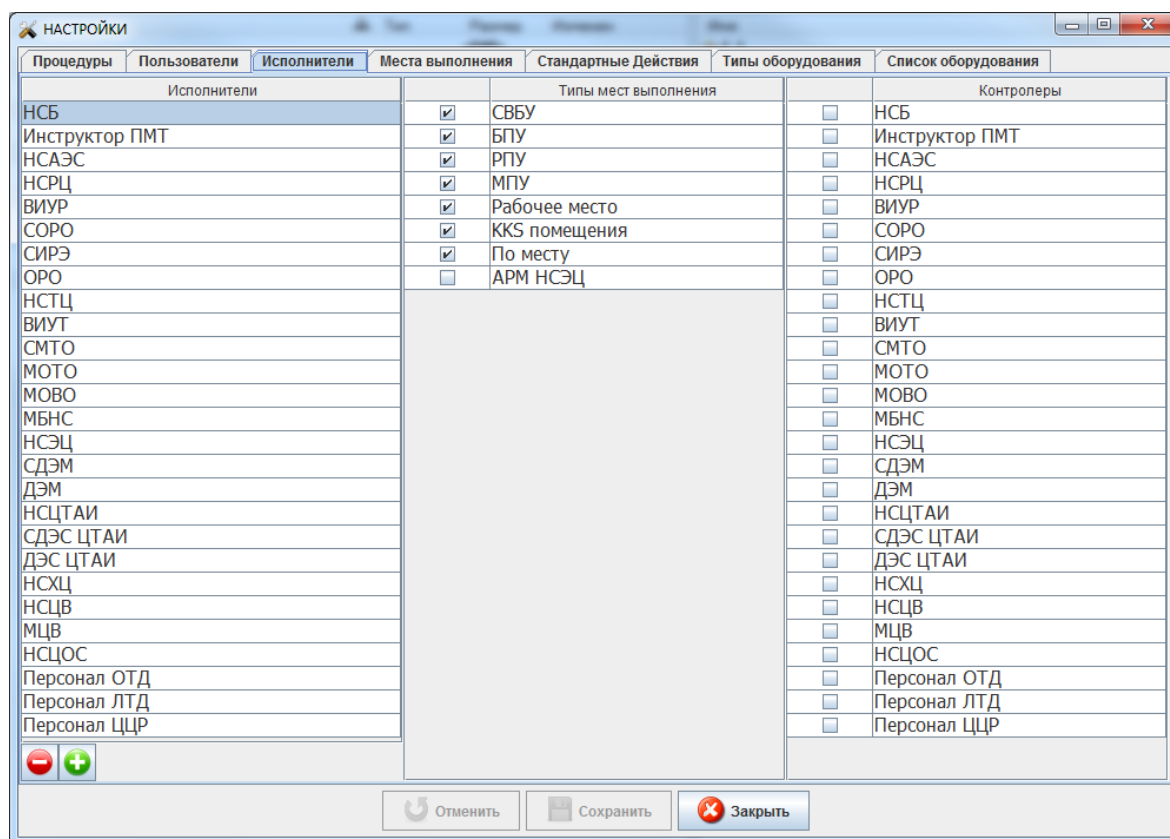 НАСТРОЙКИ
Процедуры Пользователи Исполнители Места выполнения Стандартные Действия Типы оборудования Список оборудования
Исполнители Типы мест выполнения Контролеры
НСБ СВБУ НСБ
Инструктор ПМТ БПУ Инструктор ПМТ
НСАЭС РПУ НСАЭС
НСРЦ МПУ НСРЦ
ВИУР Рабочее место ВИУР
СОРО KKS помещения СОРО
СИРЭ По месту СИРЭ
ОРО АРМ НСЭЦ ОРО
НСТЦ НСТЦ
ВИУТ ВИУТ
СМТО СМТО
МОТО МОТО
МОВО МОВО
МБНС МБНС
НСЭЦ НСЭЦ
СДЭМ СДЭМ
ДЭМ ДЭМ
НСЦТАИ НСЦТАИ
СДЭС ЦТАИ СДЭС ЦТАИ
ДЭС ЦТАИ ДЭС ЦТАИ
НСХЦ НСХЦ
НСЦВ НСЦВ
МЦВ МЦВ
НСЦОС НСЦОС
Персонал ОТД Персонал ОТД
Персонал ЛТД Персонал ЛТД
Персонал ЦЦР Персонал ЦЦР
Отменить Сохранить Закрыть